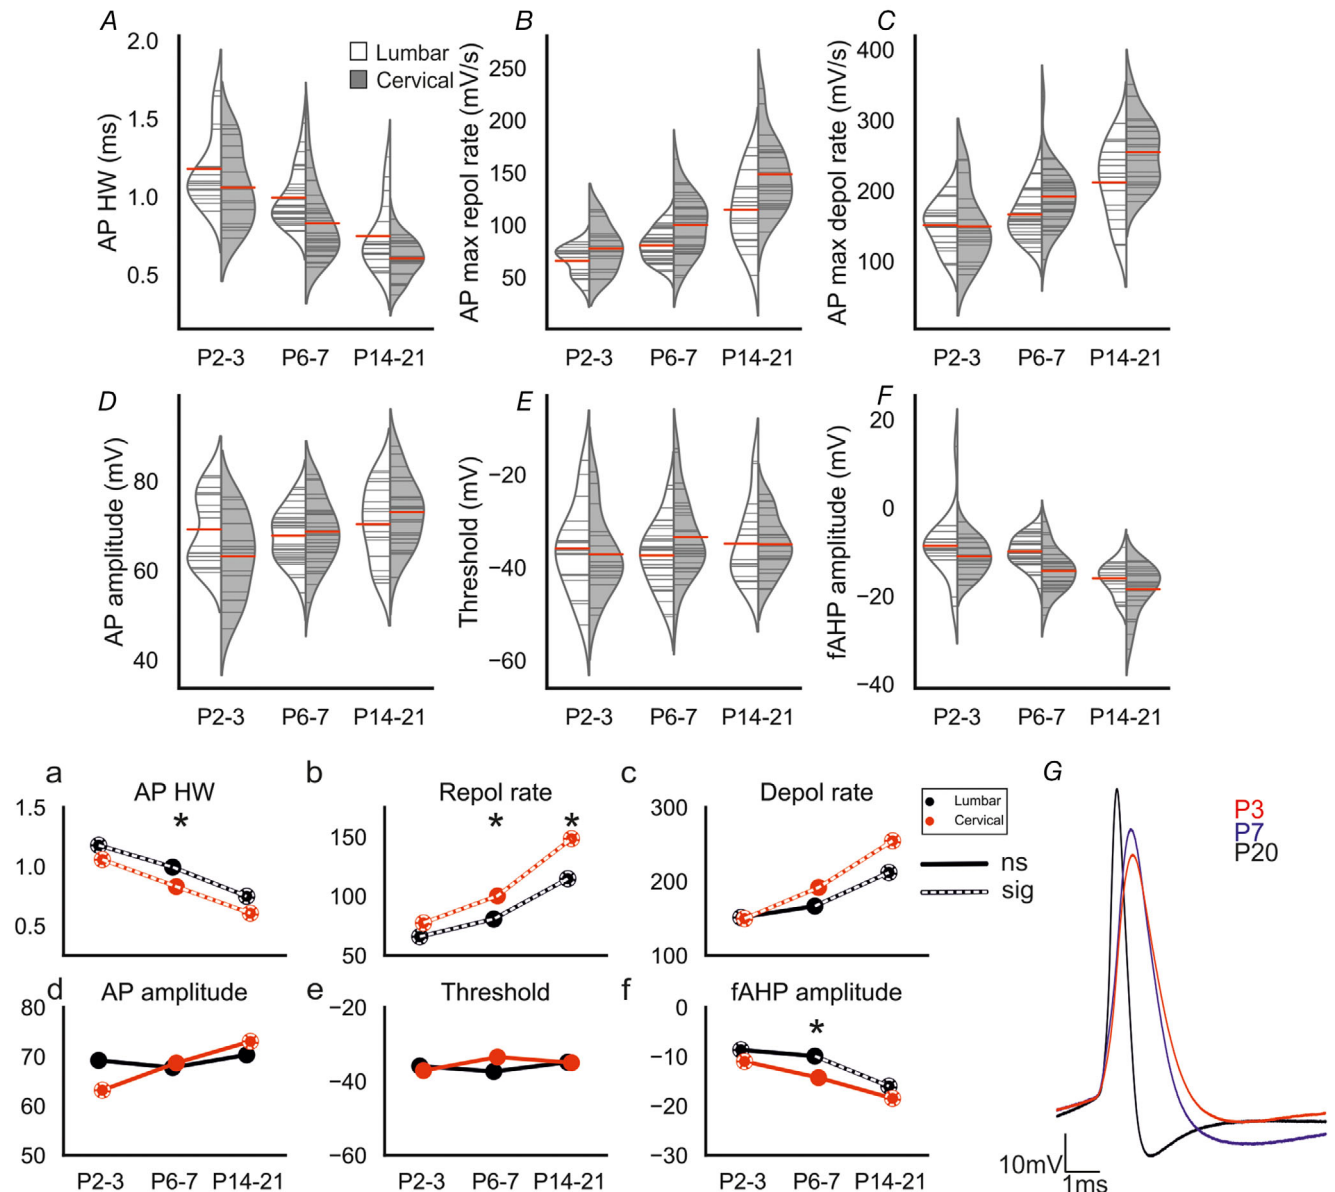 A
AP HW (ms)
2.0
1.5
1.0
0.5
Lumbar
Cervical
P2-3 P6-7 P14-21
B
AP max repol rate (mV/s)
250
200
150
100
50
P2-3 P6-7 P14-21
C
AP max depol rate (mV/s)
400
300
200
100
P2-3 P6-7 P14-21
D
AP amplitude (mV)
80
60
40
P2-3 P6-7 P14-21
E
Threshold (mV)
−20
−40
−60
P2-3 P6-7 P14-21
F
fAHP amplitude (mV)
20
0
−20
−40
P2-3 P6-7 P14-21
a
AP HW
1.5
1.0
0.5
*
b
Repol rate
150
100
50
* *
c
Depol rate
300
200
100
Lumbar
Cervical
ns
sig
d
AP amplitude
80
70
60
50
P2-3 P6-7 P14-21
e
Threshold
−20
−40
−60
P2-3 P6-7 P14-21
f
fAHP amplitude
0
−10
−20
−30
*
P2-3 P6-7 P14-21
G
P3
P7
P20
10mV
1ms